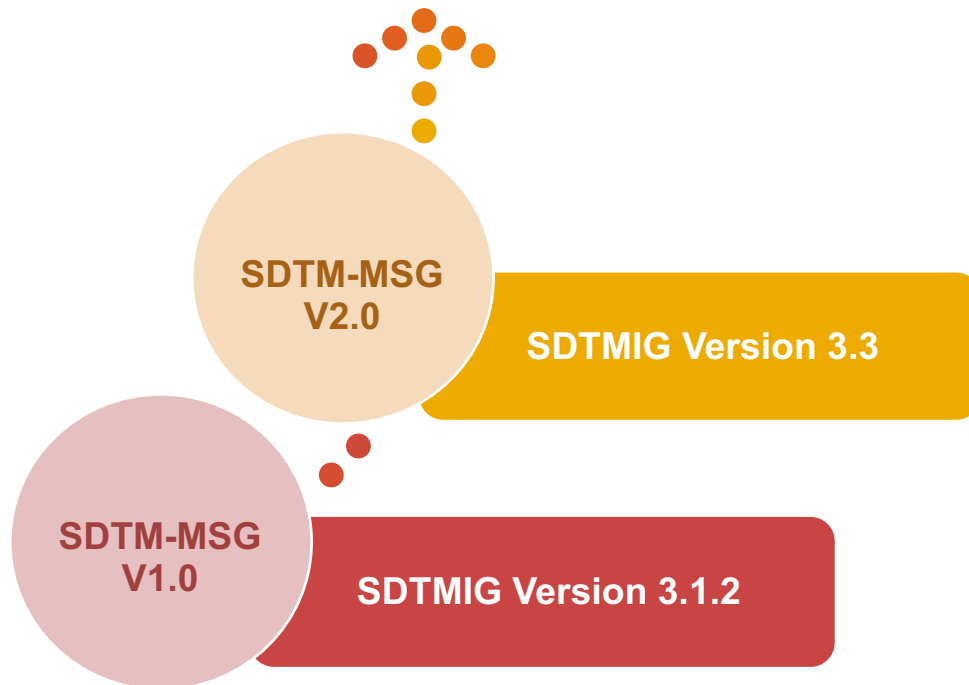 SDTM-MSG
V2.0
SDTMIG Version 3.3
SDTM-MSG
V1.0
SDTMIG Version 3.1.2